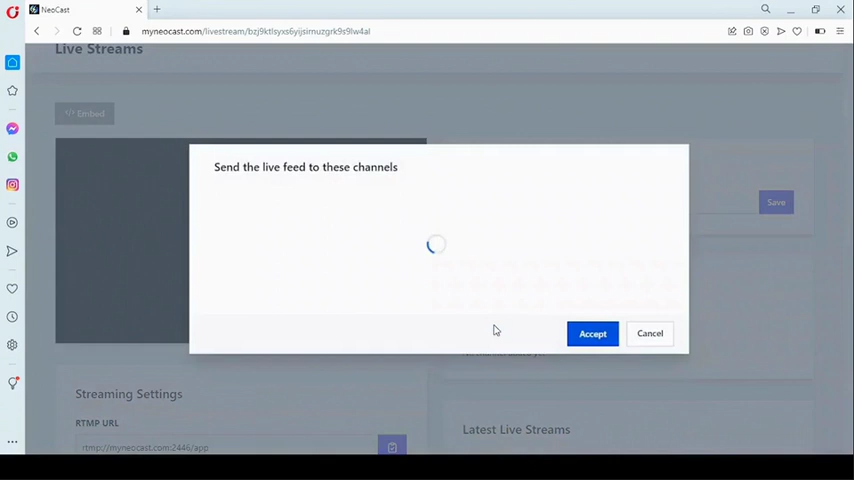 NeoCast
myneocast.com/livestream/bzj9ktlsyxs6yijsimuzgrk9s9lw4al
Live Streams
</> Embed
Send the live feed to these channels
Save
Accept
Cancel
Streaming Settings
RTMP URL
rtmp://myneocast.com:2446/app
Latest Live Streams